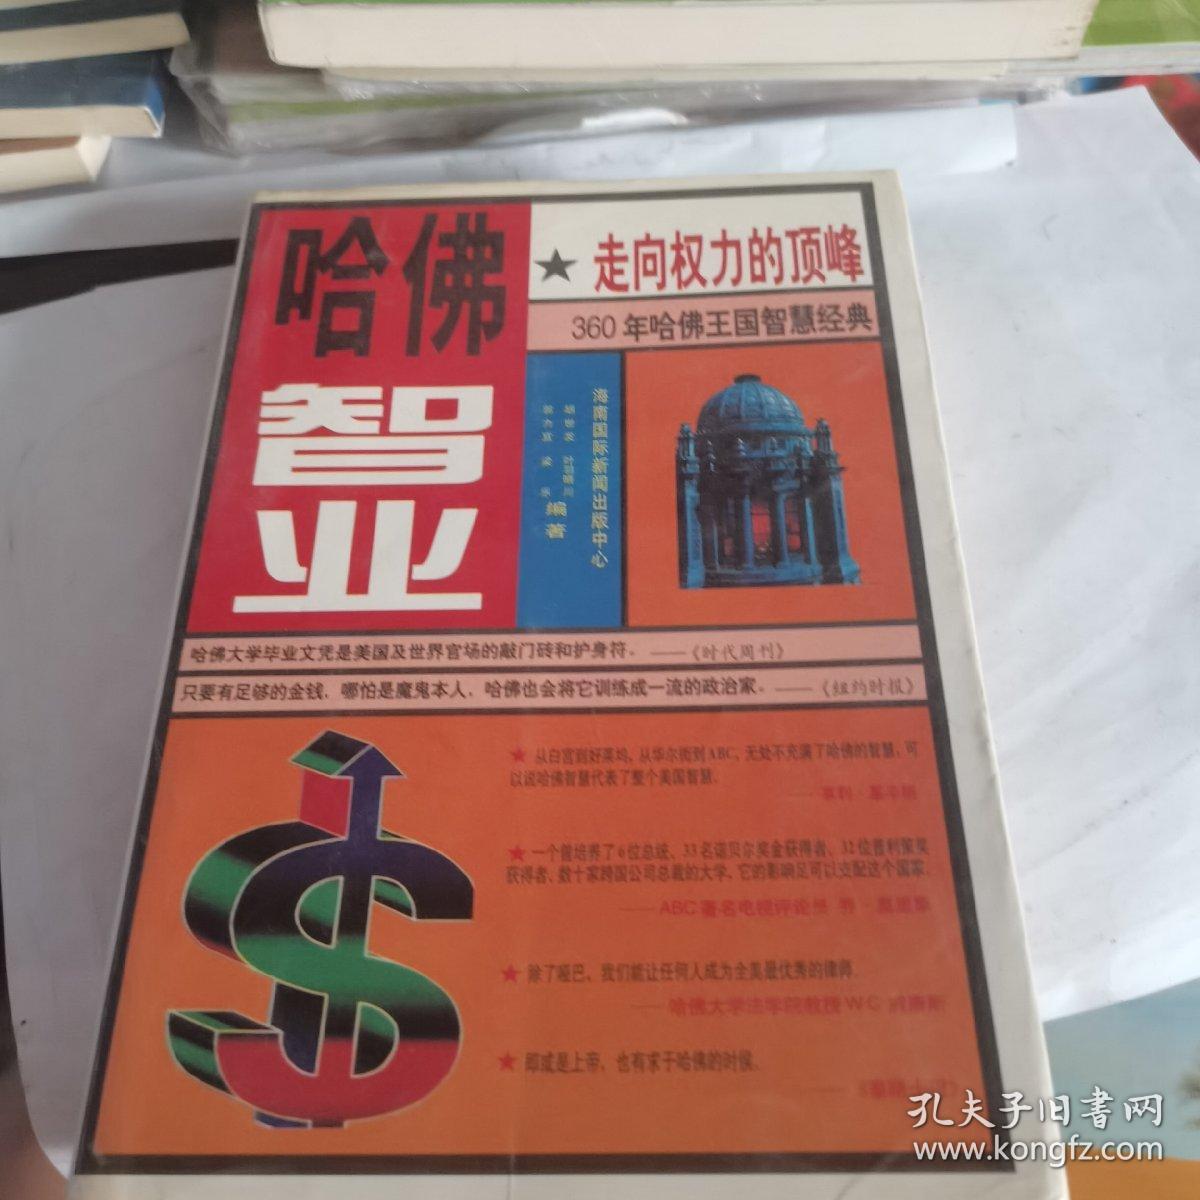 哈佛
智
业
★ 走向权力的顶峰
360年哈佛王国智慧经典
海南国际新闻出版中心
编著
哈佛大学毕业文凭是美国及世界官场的敲门砖和护身符。——《时代周刊》
只要有足够的金钱，哪怕是魔鬼本人，哈佛也会将它训练成一流的政治家。——《纽约时报》
★ 从白宫到好莱坞，从华尔街到ABC，无处不充满了哈佛的智慧，可
以说哈佛智慧代表了整个美国智慧。
★ 一个曾培养了6位总统、33名诺贝尔奖金获得者、31位普利策奖
获得者、数十家跨国公司总裁的大学，它的影响足可以支配这个国家。
——ABC著名电视评论员
★ 除了哑巴，我们能让任何人成为全美最优秀的律师。
——哈佛大学法学院教授WC
★ 即或是上帝，也有求于哈佛的时候。
孔夫子旧书网
www.kongfz.com